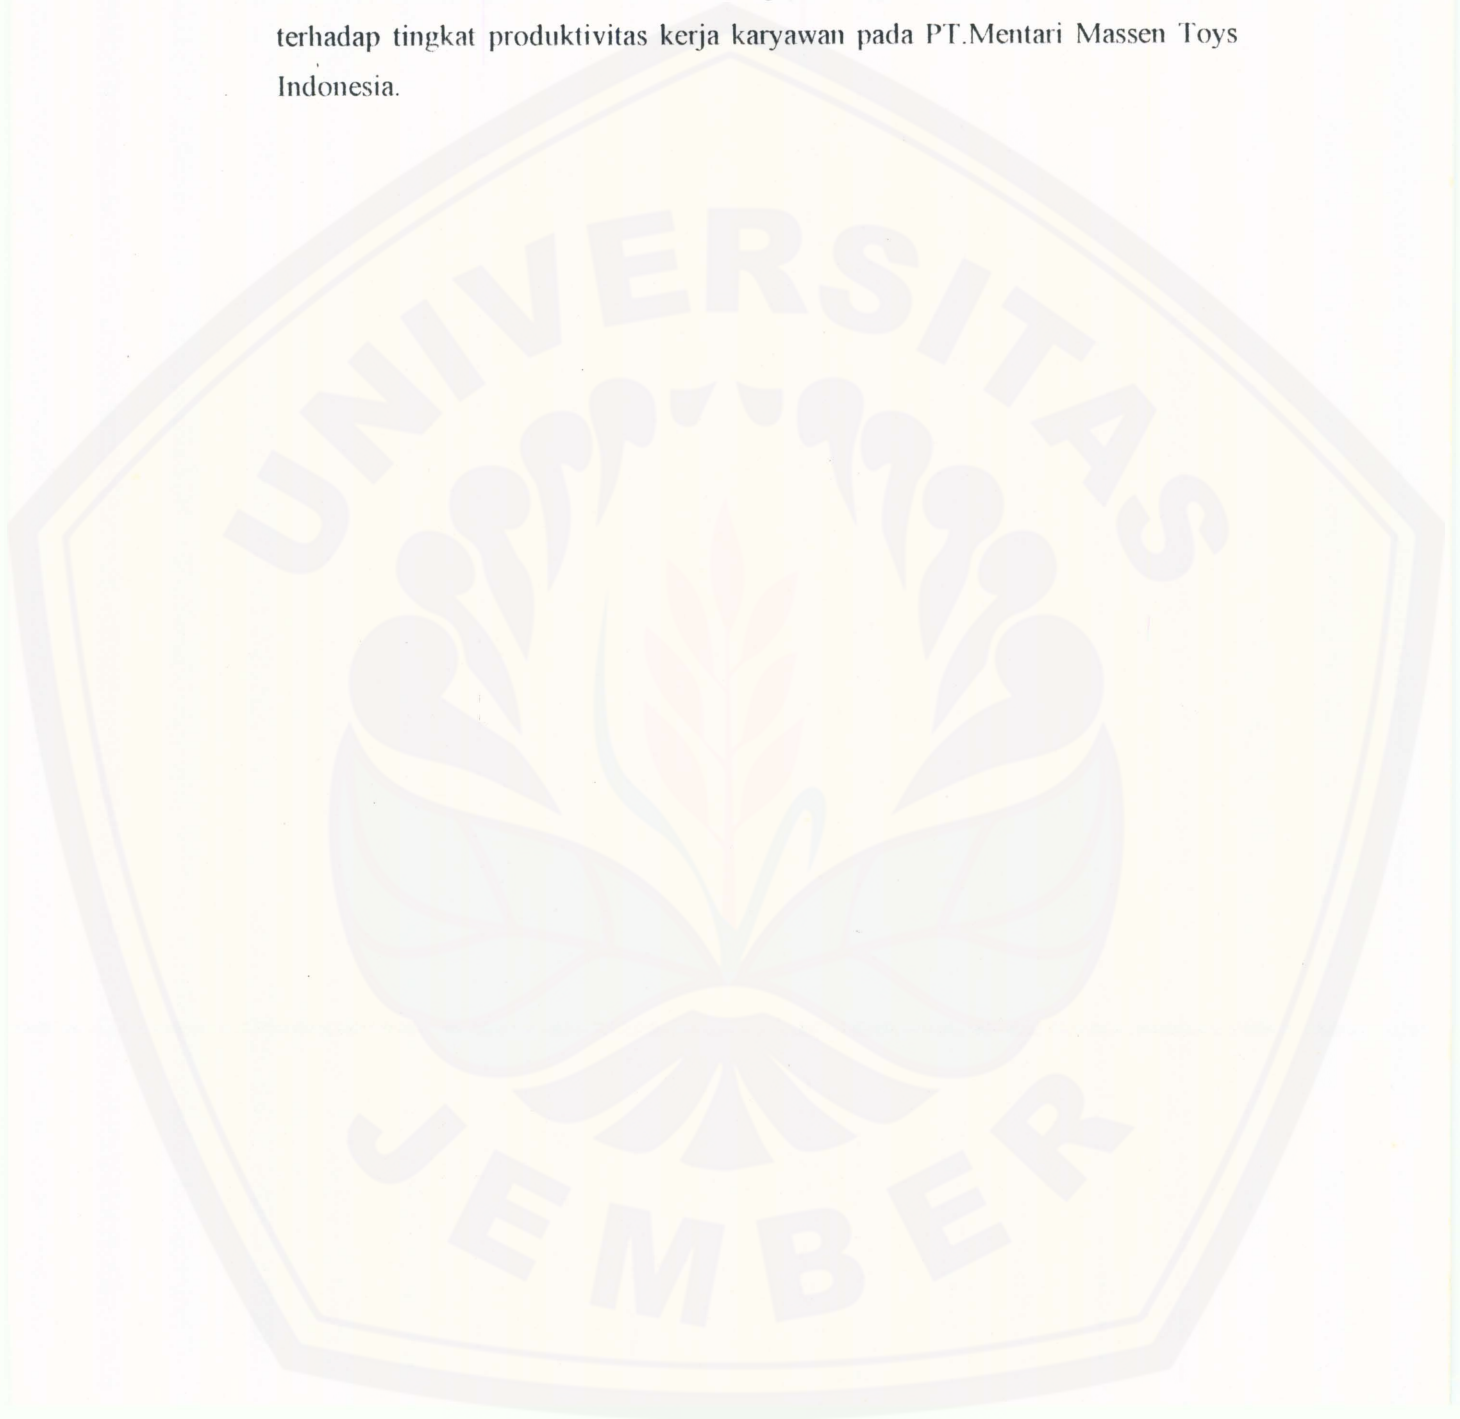 terhadap tingkat produktivitas kerja karyawan pada PT.Mentari Massen Toys
Indonesia.
UNIVERSITAS
JEMBER